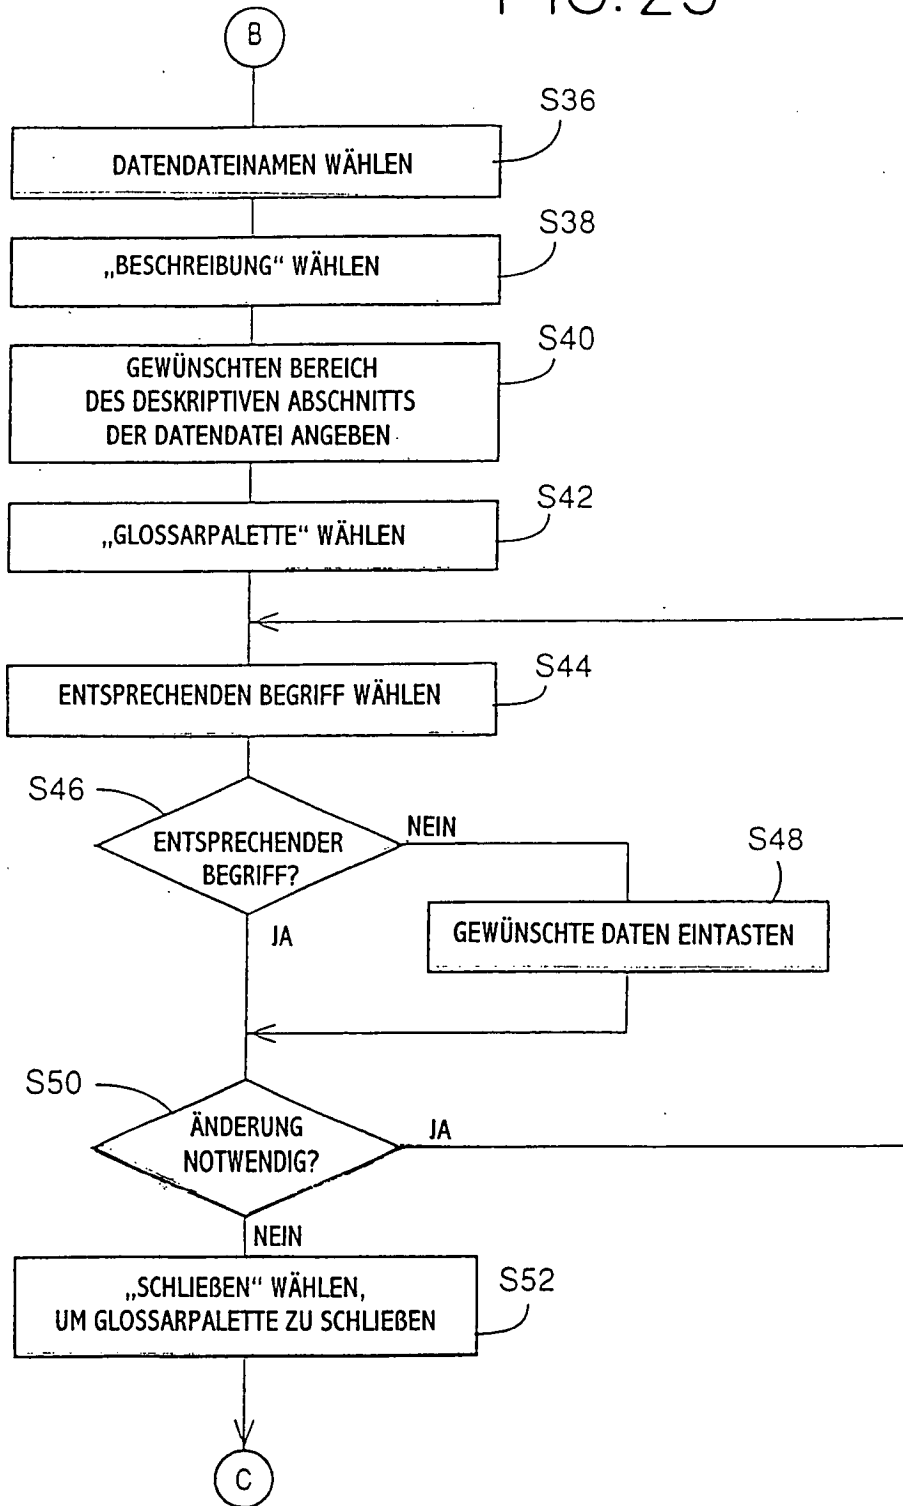 B
S36
DATENDATEINAMEN WÄHLEN
S38
„BESCHREIBUNG“ WÄHLEN
S40
GEWÜNSCHTEN BEREICH
DES DESKRIPTIVEN ABSCHNITTS
DER DATENDATEI ANGEBEN
S42
„GLOSSARPALETTE“ WÄHLEN
S44
ENTSPRECHENDEN BEGRIFF WÄHLEN
S46
ENTSPRECHENDER
BEGRIFF?
NEIN
S48
GEWÜNSCHTE DATEN EINTASTEN
JA
S50
ÄNDERUNG
NOTWENDIG?
JA
NEIN
„SCHLIEẞEN“ WÄHLEN,
UM GLOSSARPALETTE ZU SCHLIEẞEN
S52
C